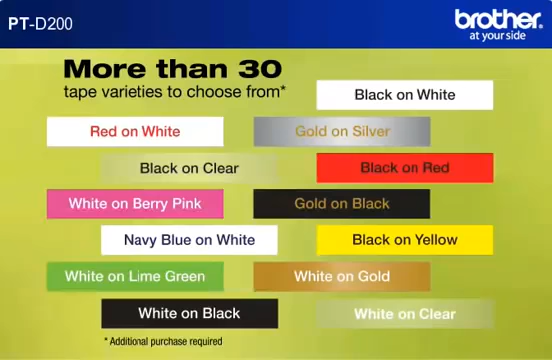 PT-D200
brother
at your side
More than 30
tape varieties to choose from*
Black on White
Red on White
Gold on Silver
Black on Clear
Black on Red
White on Berry Pink
Gold on Black
Navy Blue on White
Black on Yellow
White on Lime Green
White on Gold
White on Black
White on Clear
* Additional purchase required